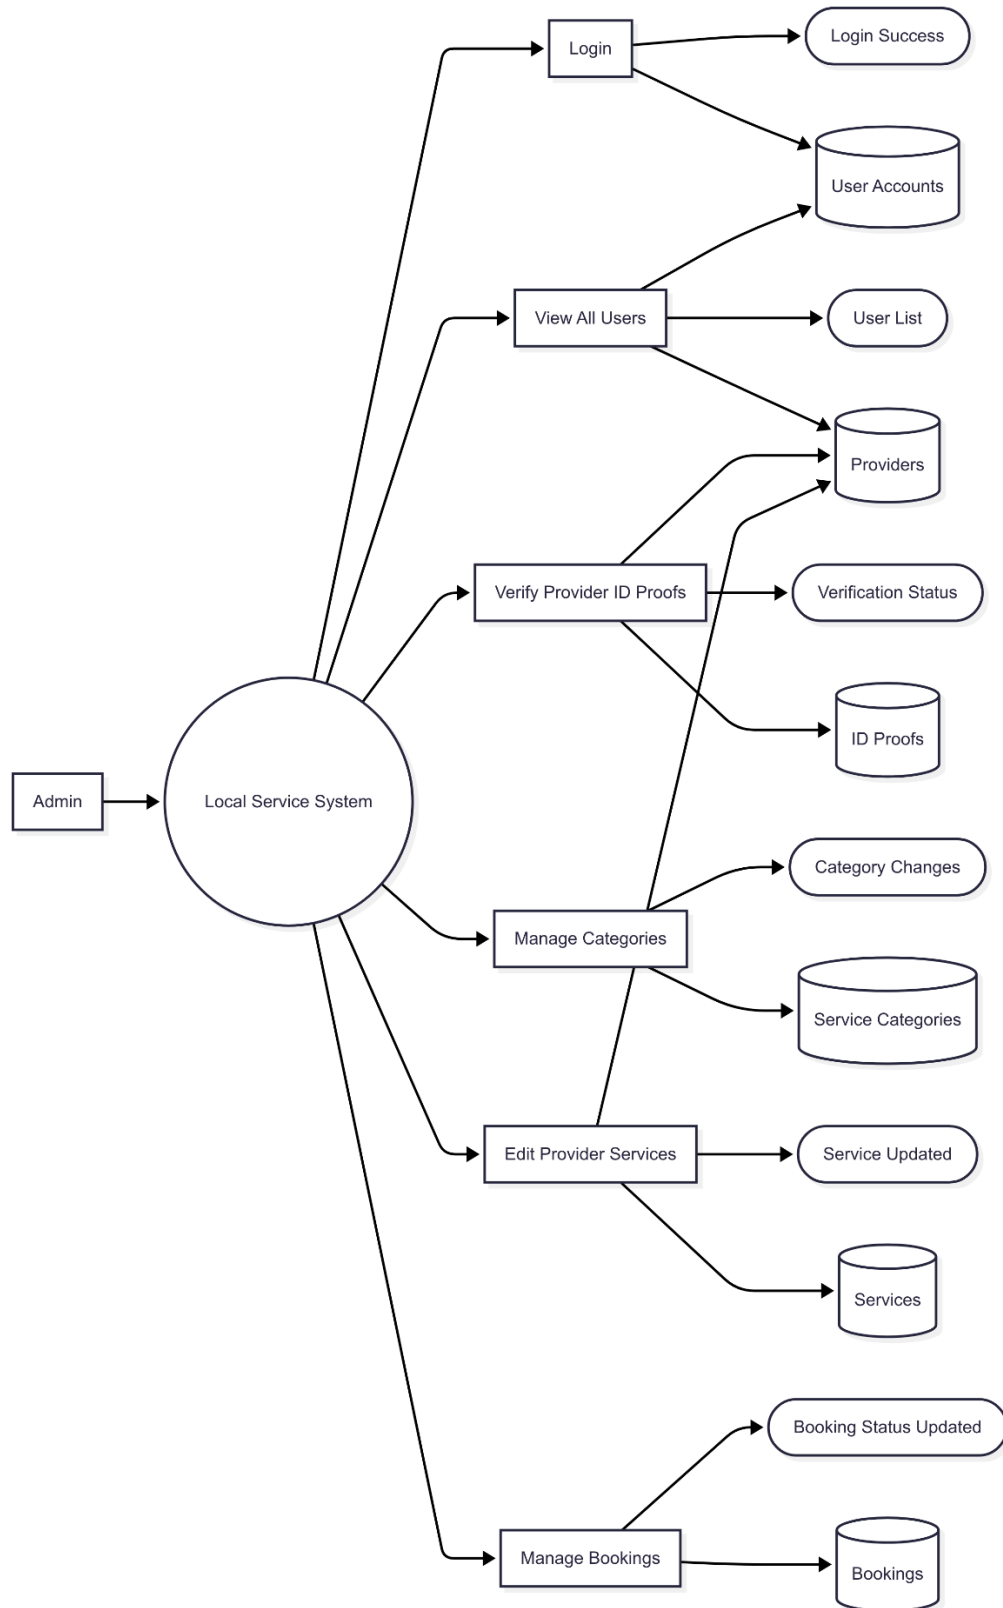 Login
Login Success
User Accounts
View All Users
User List
Providers
Verify Provider ID Proofs
Verification Status
ID Proofs
Admin
Local Service System
Category Changes
Manage Categories
Service Categories
Edit Provider Services
Service Updated
Services
Booking Status Updated
Manage Bookings
Bookings